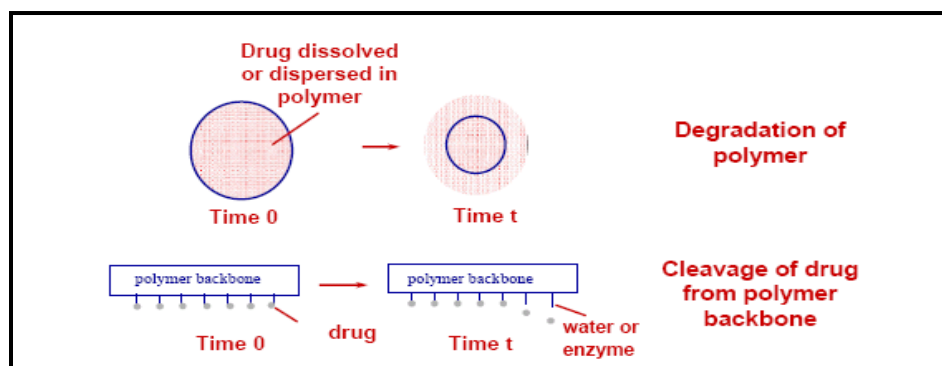 Drug dissolved
or dispersed in
polymer
Degradation of
polymer
Time 0
Time t
polymer backbone
polymer backbone
Cleavage of drug
from polymer
backbone
Time 0
drug
Time t
water or
enzyme